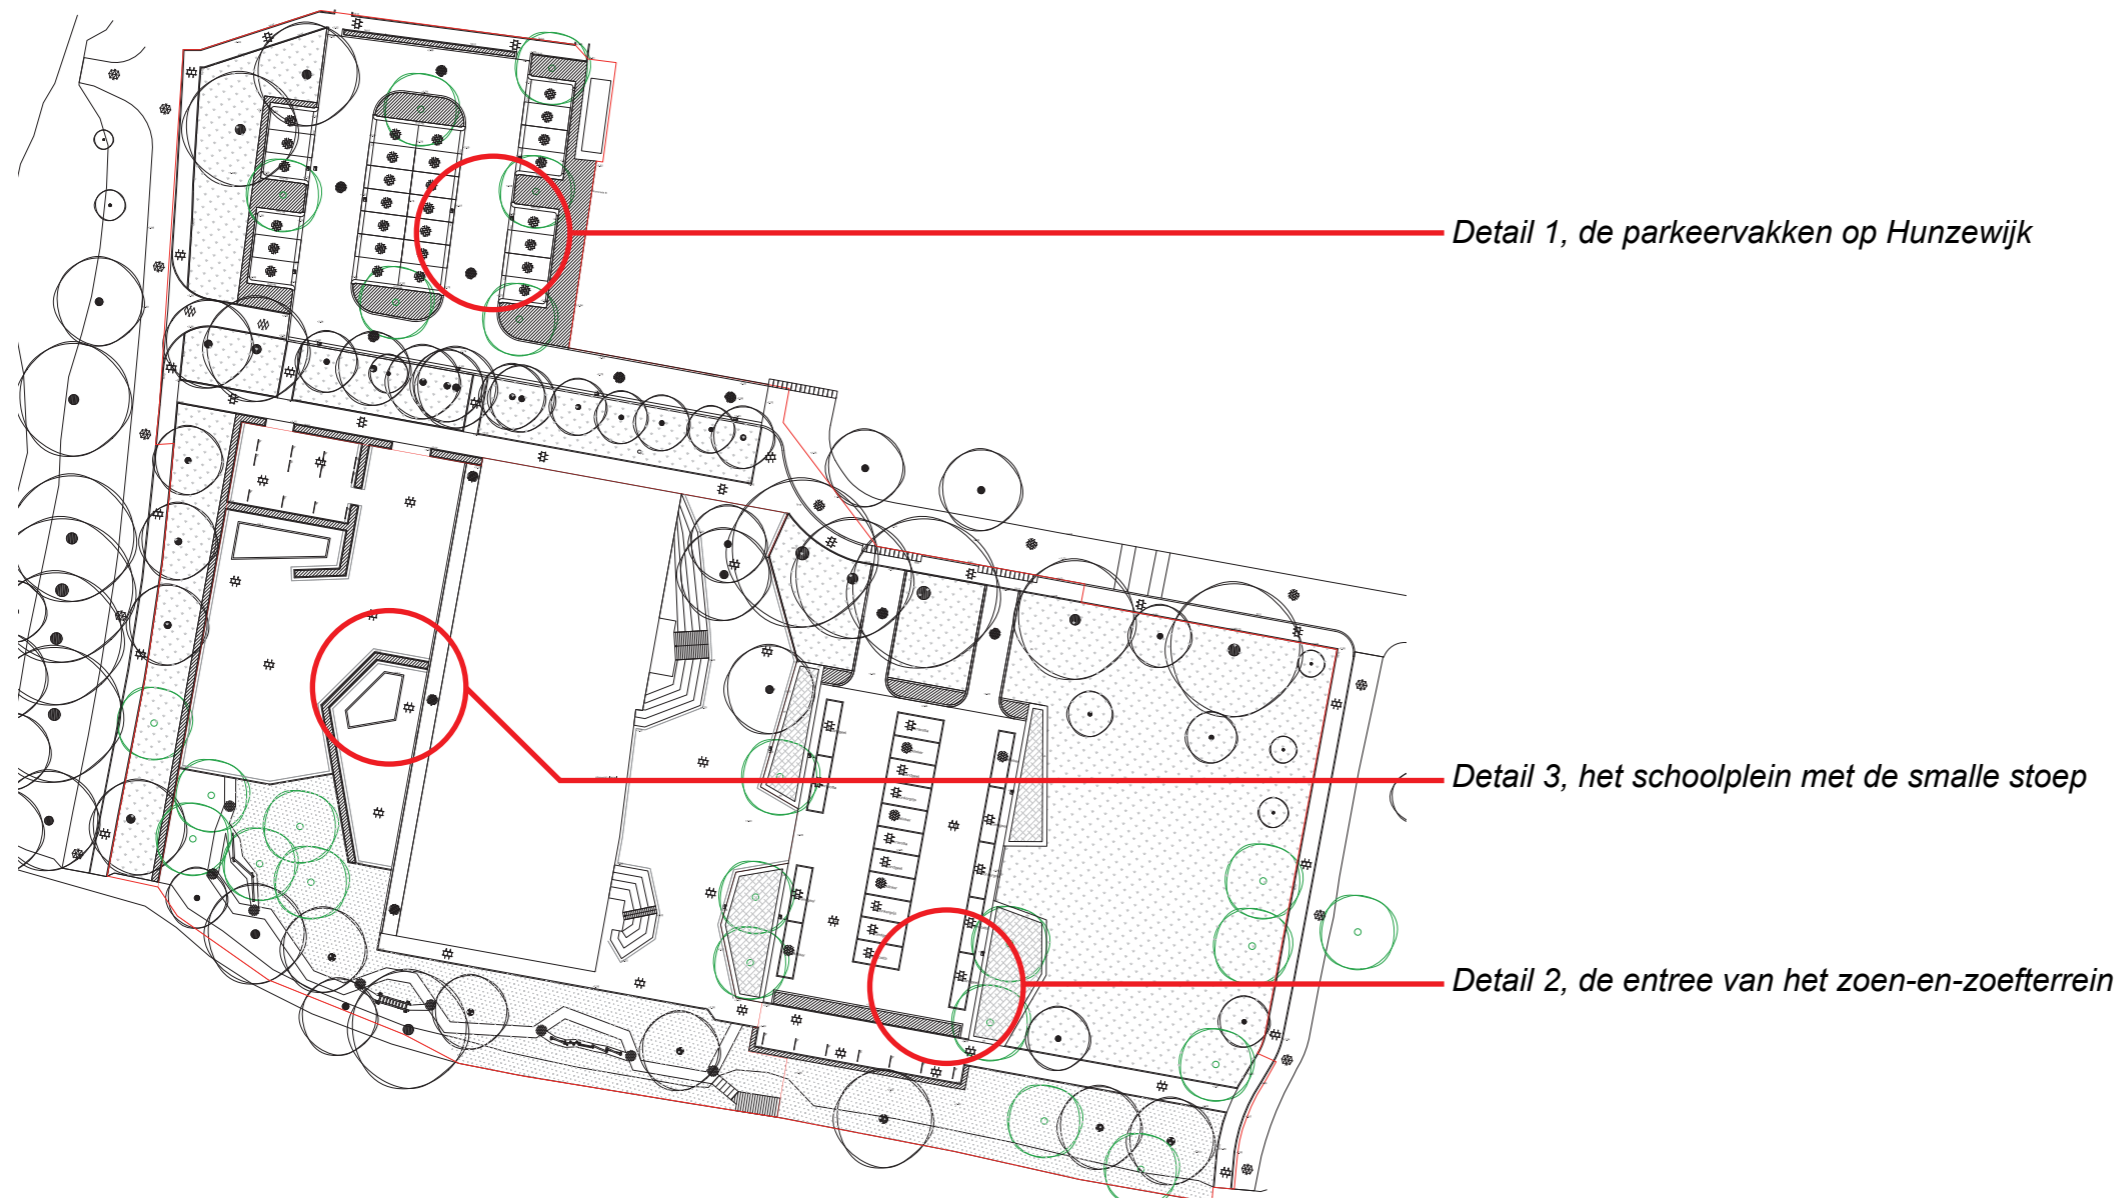 Detail 1, de parkeervakken op Hunzewijk
Detail 3, het schoolplein met de smalle stoep
Detail 2, de entree van het zoen-en-zoefterrein